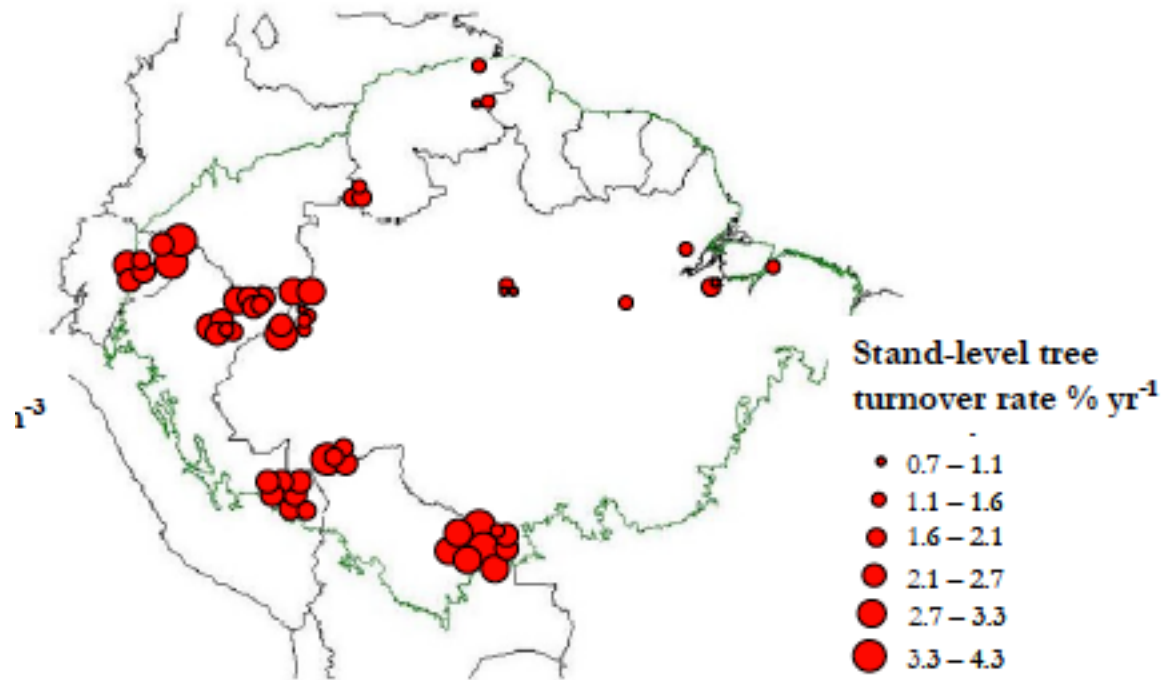 Stand-level tree
turnover rate % yr⁻¹
-
ı⁻³
0.7 – 1.1
1.1 – 1.6
1.6 – 2.1
2.1 – 2.7
2.7 – 3.3
3.3 – 4.3